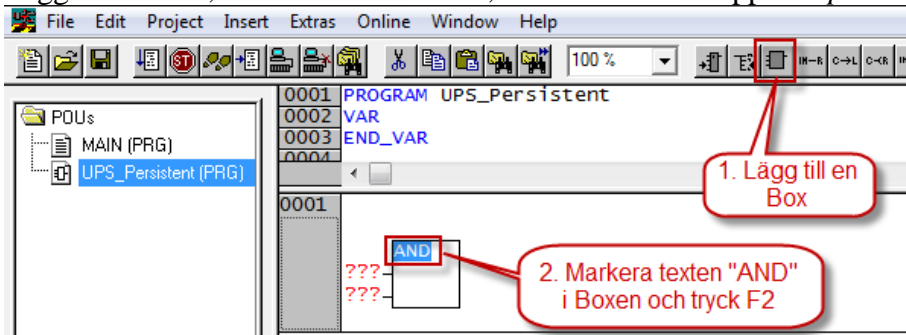 File Edit Project Insert Extras Online Window Help
100 %
IN→R C→L C→R
POUs
MAIN (PRG)
UPS_Persistent (PRG)
0001 PROGRAM UPS_Persistent
0002 VAR
0003 END_VAR
0004
1. Lägg till en
Box
0001
AND
???
???
2. Markera texten "AND"
i Boxen och tryck F2